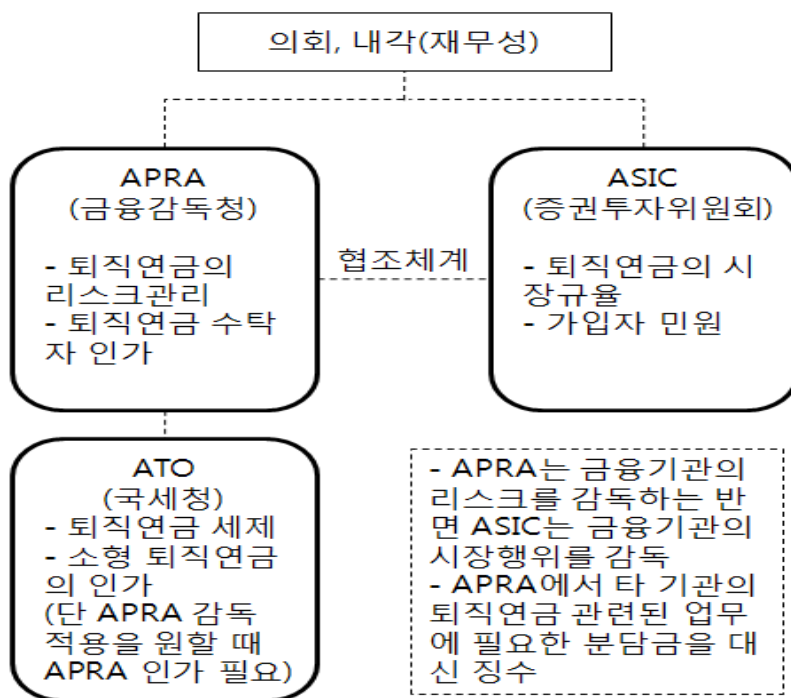 의회, 내각(재무성)
APRA
(금융감독청)
- 퇴직연금의
리스크관리
- 퇴직연금 수탁
자 인가
협조체계
ASIC
(증권투자위원회)
- 퇴직연금의 시
장규율
- 가입자 민원
ATO
(국세청)
- 퇴직연금 세제
- 소형 퇴직연금
의 인가
(단 APRA 감독
적용을 원할 때
APRA 인가 필요)
- APRA는 금융기관의
리스크를 감독하는 반
면 ASIC는 금융기관의
시장행위를 감독
- APRA에서 타 기관의
퇴직연금 관련된 업무
에 필요한 분담금을 대
신 징수